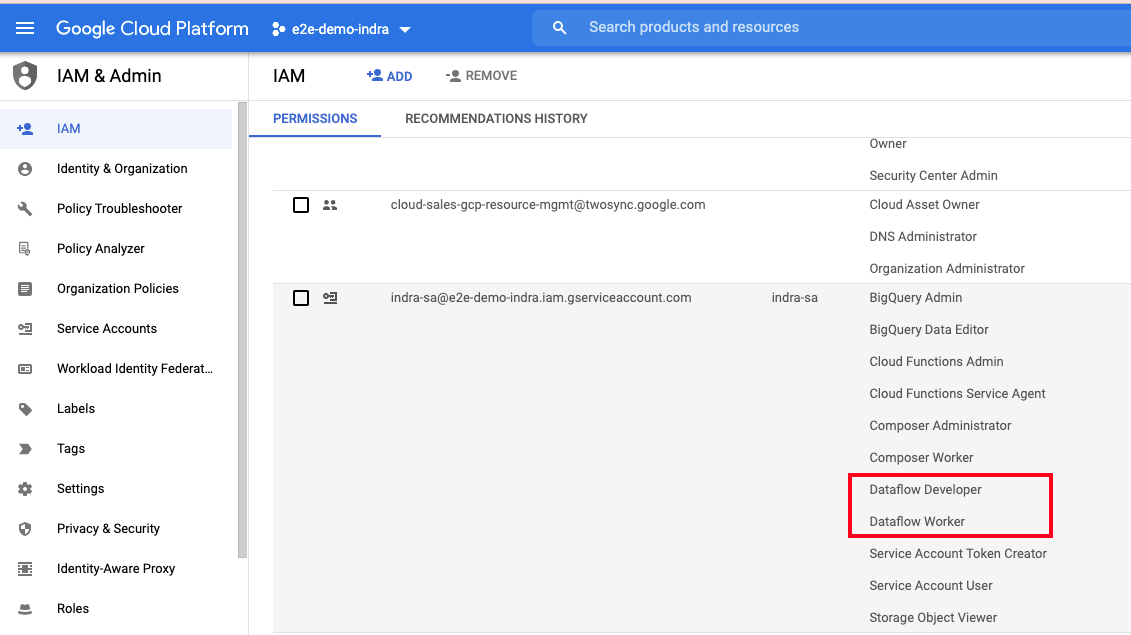 Google Cloud Platform
e2e-demo-indra
Search products and resources
IAM & Admin
IAM
ADD
REMOVE
PERMISSIONS
RECOMMENDATIONS HISTORY
IAM
Identity & Organization
Policy Troubleshooter
Policy Analyzer
Organization Policies
Service Accounts
Workload Identity Federat...
Labels
Tags
Settings
Privacy & Security
Identity-Aware Proxy
Roles
Owner
Security Center Admin
cloud-sales-gcp-resource-mgmt@twosync.google.com
Cloud Asset Owner
DNS Administrator
Organization Administrator
indra-sa@e2e-demo-indra.iam.gserviceaccount.com
indra-sa
BigQuery Admin
BigQuery Data Editor
Cloud Functions Admin
Cloud Functions Service Agent
Composer Administrator
Composer Worker
Dataflow Developer
Dataflow Worker
Service Account Token Creator
Service Account User
Storage Object Viewer